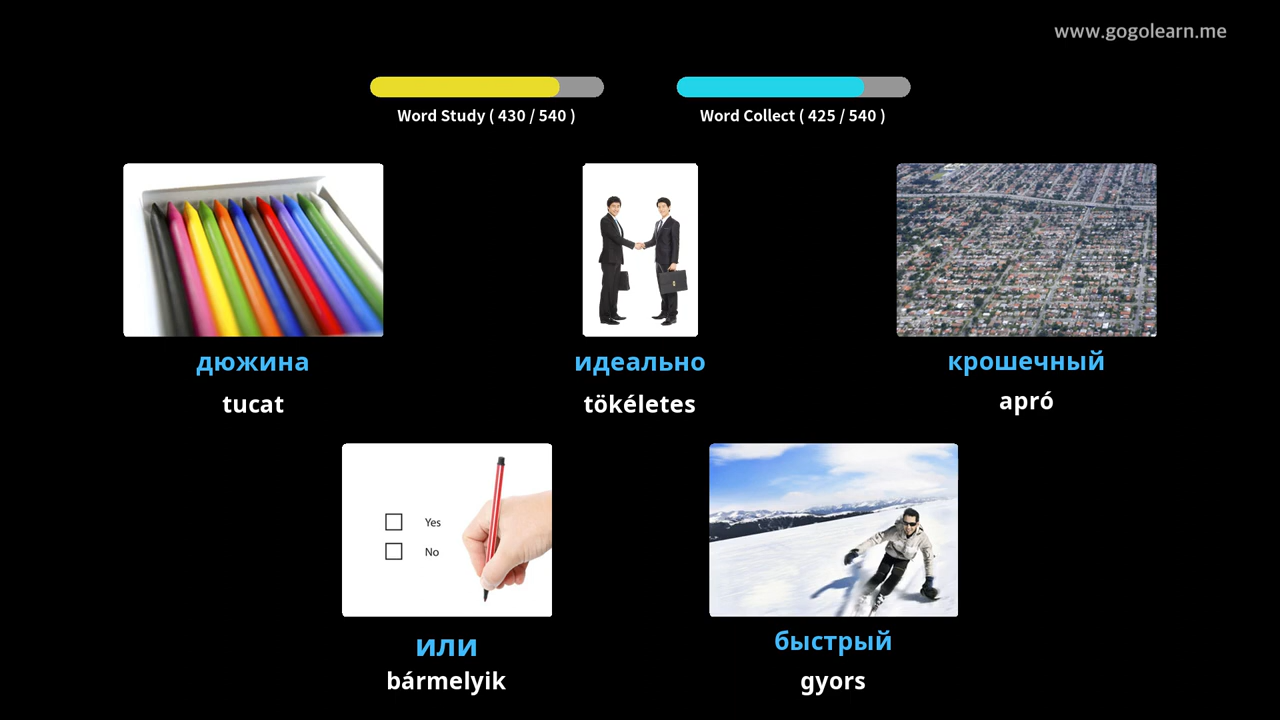 www.gogolearn.me
Word Study ( 430 / 540 )
Word Collect ( 425 / 540 )
дюжина
tucat
идеально
tökéletes
крошечный
apró
Yes
No
или
bármelyik
быстрый
gyors